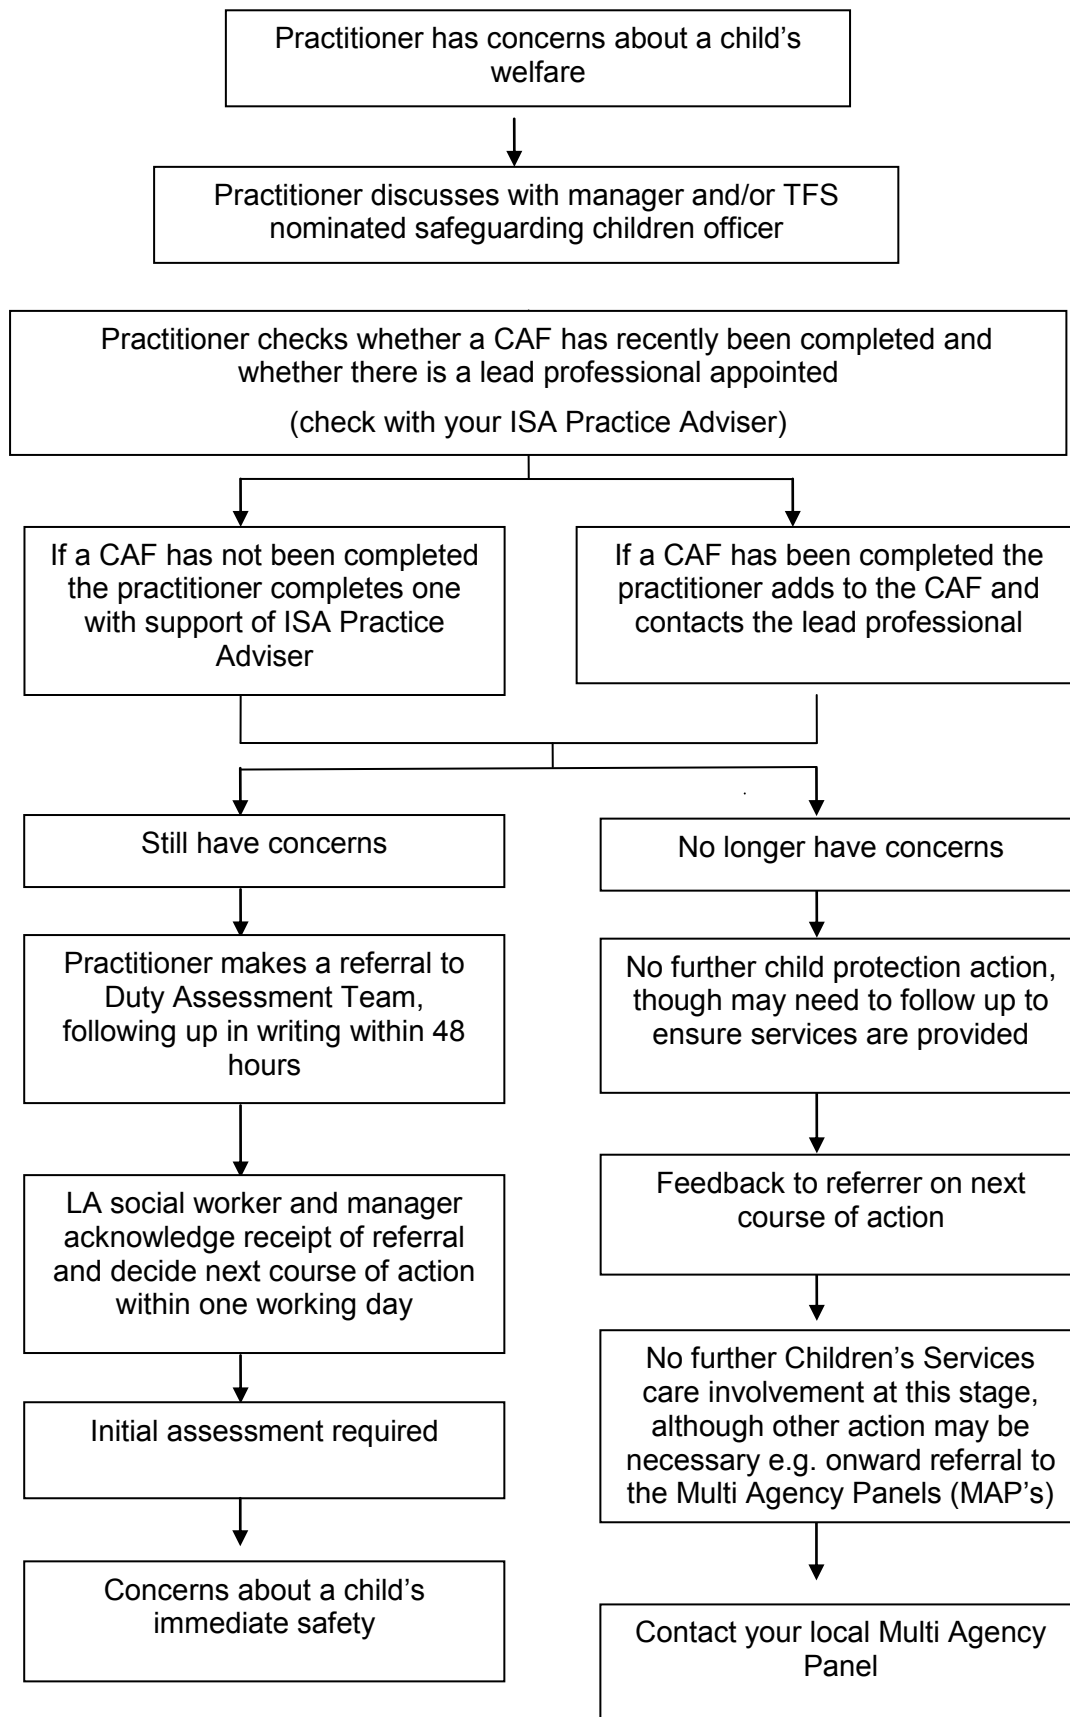 Practitioner has concerns about a child’s
welfare
Practitioner discusses with manager and/or TFS
nominated safeguarding children officer
Practitioner checks whether a CAF has recently been completed and
whether there is a lead professional appointed
(check with your ISA Practice Adviser)
If a CAF has not been completed
the practitioner completes one
with support of ISA Practice
Adviser
If a CAF has been completed the
practitioner adds to the CAF and
contacts the lead professional
Still have concerns
No longer have concerns
Practitioner makes a referral to
Duty Assessment Team,
following up in writing within 48
hours
No further child protection action,
though may need to follow up to
ensure services are provided
LA social worker and manager
acknowledge receipt of referral
and decide next course of action
within one working day
Feedback to referrer on next
course of action
Initial assessment required
No further Children’s Services
care involvement at this stage,
although other action may be
necessary e.g. onward referral to
the Multi Agency Panels (MAP’s)
Concerns about a child’s
immediate safety
Contact your local Multi Agency
Panel